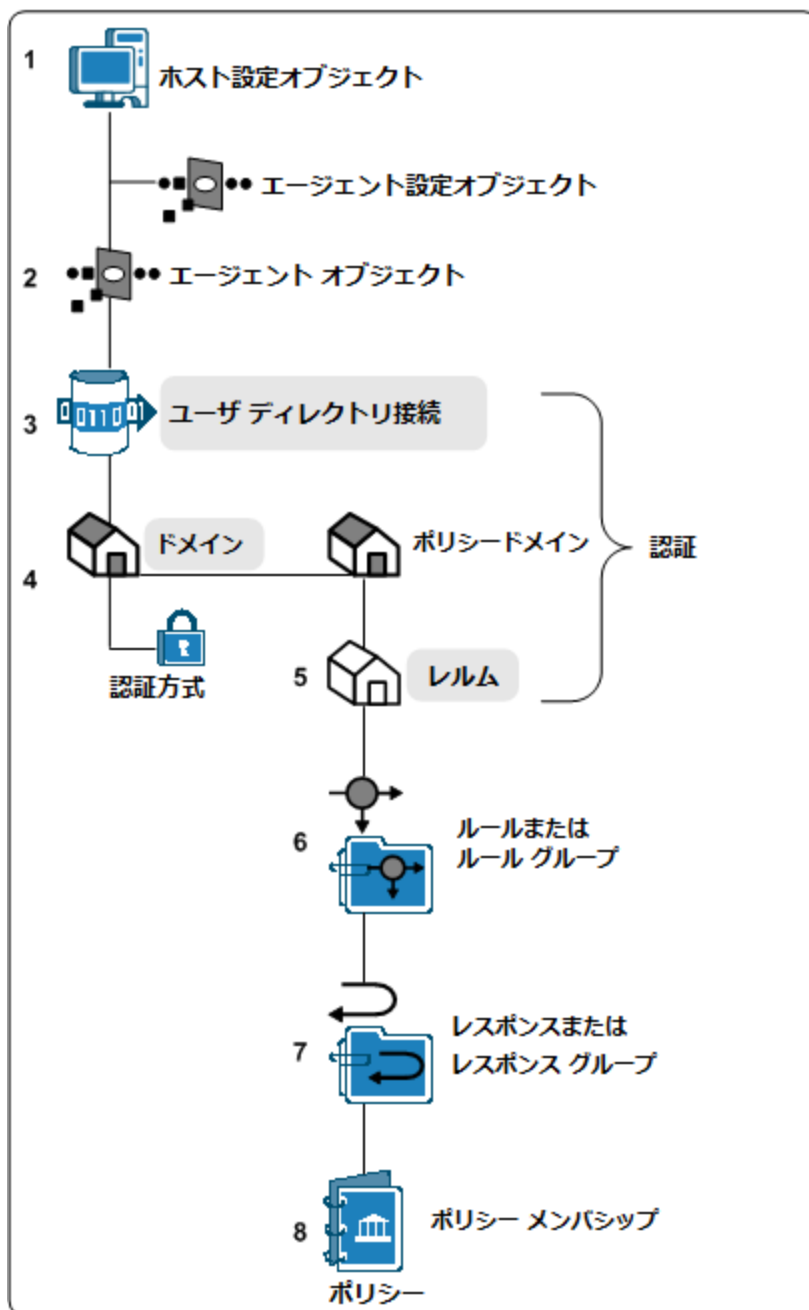 1
ホスト設定オブジェクト
エージェント設定オブジェクト
2
エージェント オブジェクト
3
ユーザ ディレクトリ接続
4
ドメイン
ポリシードメイン
認証
認証方式
5
レルム
6
ルールまたは
ルール グループ
7
レスポンスまたは
レスポンス グループ
8
ポリシー メンバシップ
ポリシー